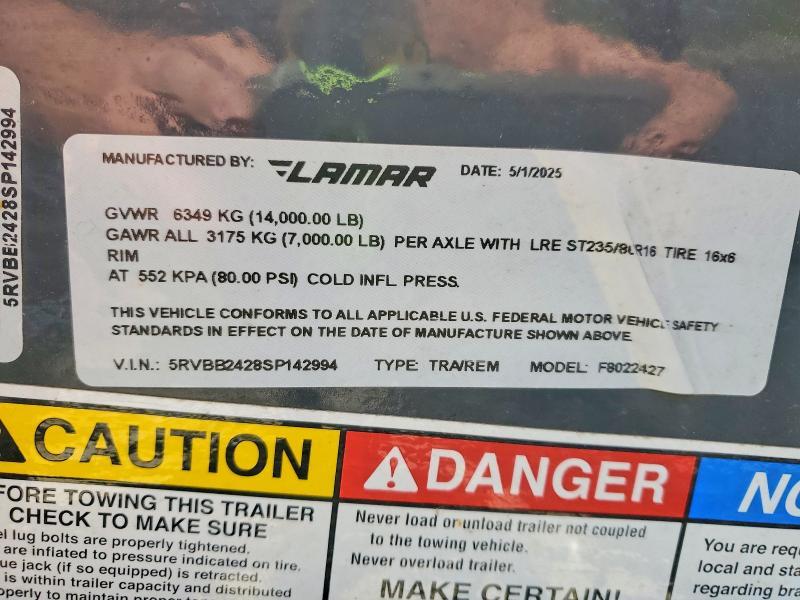 5RVBB2428SP142994
MANUFACTURED BY: LAMAR DATE: 5/1/2025
GVWR 6349 KG (14,000.00 LB)
GAWR ALL 3175 KG (7,000.00 LB) PER AXLE WITH LRE ST235/80R16 TIRE 16x6
RIM
AT 552 KPA (80.00 PSI) COLD INFL PRESS.
THIS VEHICLE CONFORMS TO ALL APPLICABLE U.S. FEDERAL MOTOR VEHICLE SAFETY
STANDARDS IN EFFECT ON THE DATE OF MANUFACTURE SHOWN ABOVE.
V.I.N.: 5RVBB2428SP142994 TYPE: TRA/REM MODEL: F8022427
CAUTION
FORE TOWING THIS TRAILER
CHECK TO MAKE SURE
el lug bolts are properly tightened.
are inflated to pressure indicated on tire.
ue jack (if so equipped) is retracted.
is within trailer capacity and distributed
operly to maintain proper
DANGER
Never load or unload trailer not coupled
to the towing vehicle.
Never overload trailer.
MAKE CERTAIN!
NO
You are requ
local and sta
regarding bra